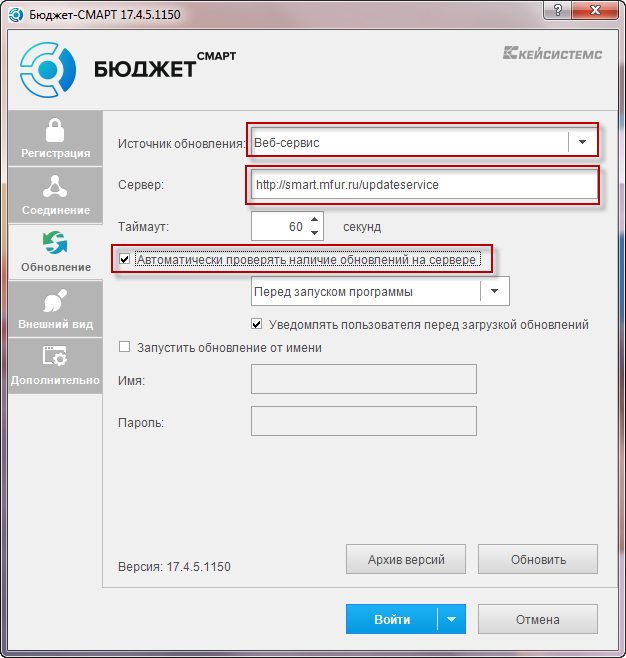 Бюджет-СМАРТ 17.4.5.1150
БЮДЖЕТ СМАРТ
КЕЙСИСТЕМС
Регистрация
Соединение
Обновление
Внешний вид
Дополнительно
Источник обновления: Веб-сервис
Сервер: http://smart.mfur.ru/updateservice
Таймаут: 60 секунд
Автоматически проверять наличие обновлений на сервере
Перед запуском программы
Уведомлять пользователя перед загрузкой обновлений
Запустить обновление от имени
Имя:
Пароль:
Версия: 17.4.5.1150 Архив версий Обновить
Войти Отмена